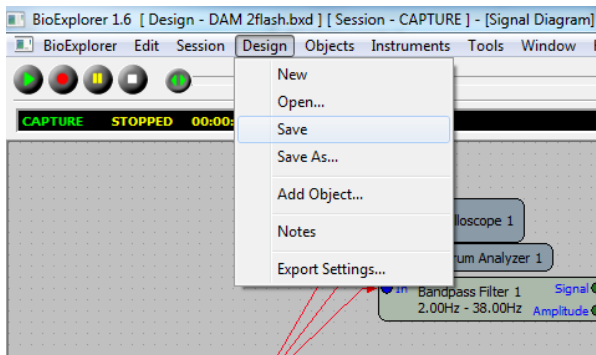 BioExplorer 1.6 [ Design - DAM 2flash.bxd ] [ Session - CAPTURE ] - [Signal Diagram]
BioExplorer Edit Session Design Objects Instruments Tools Window
CAPTURE STOPPED 00:00:
New
Open...
Save
Save As...
Add Object...
Notes
Export Settings...
lloscope 1
rum Analyzer 1
In Bandpass Filter 1 Signal
2.00Hz - 38.00Hz Amplitude